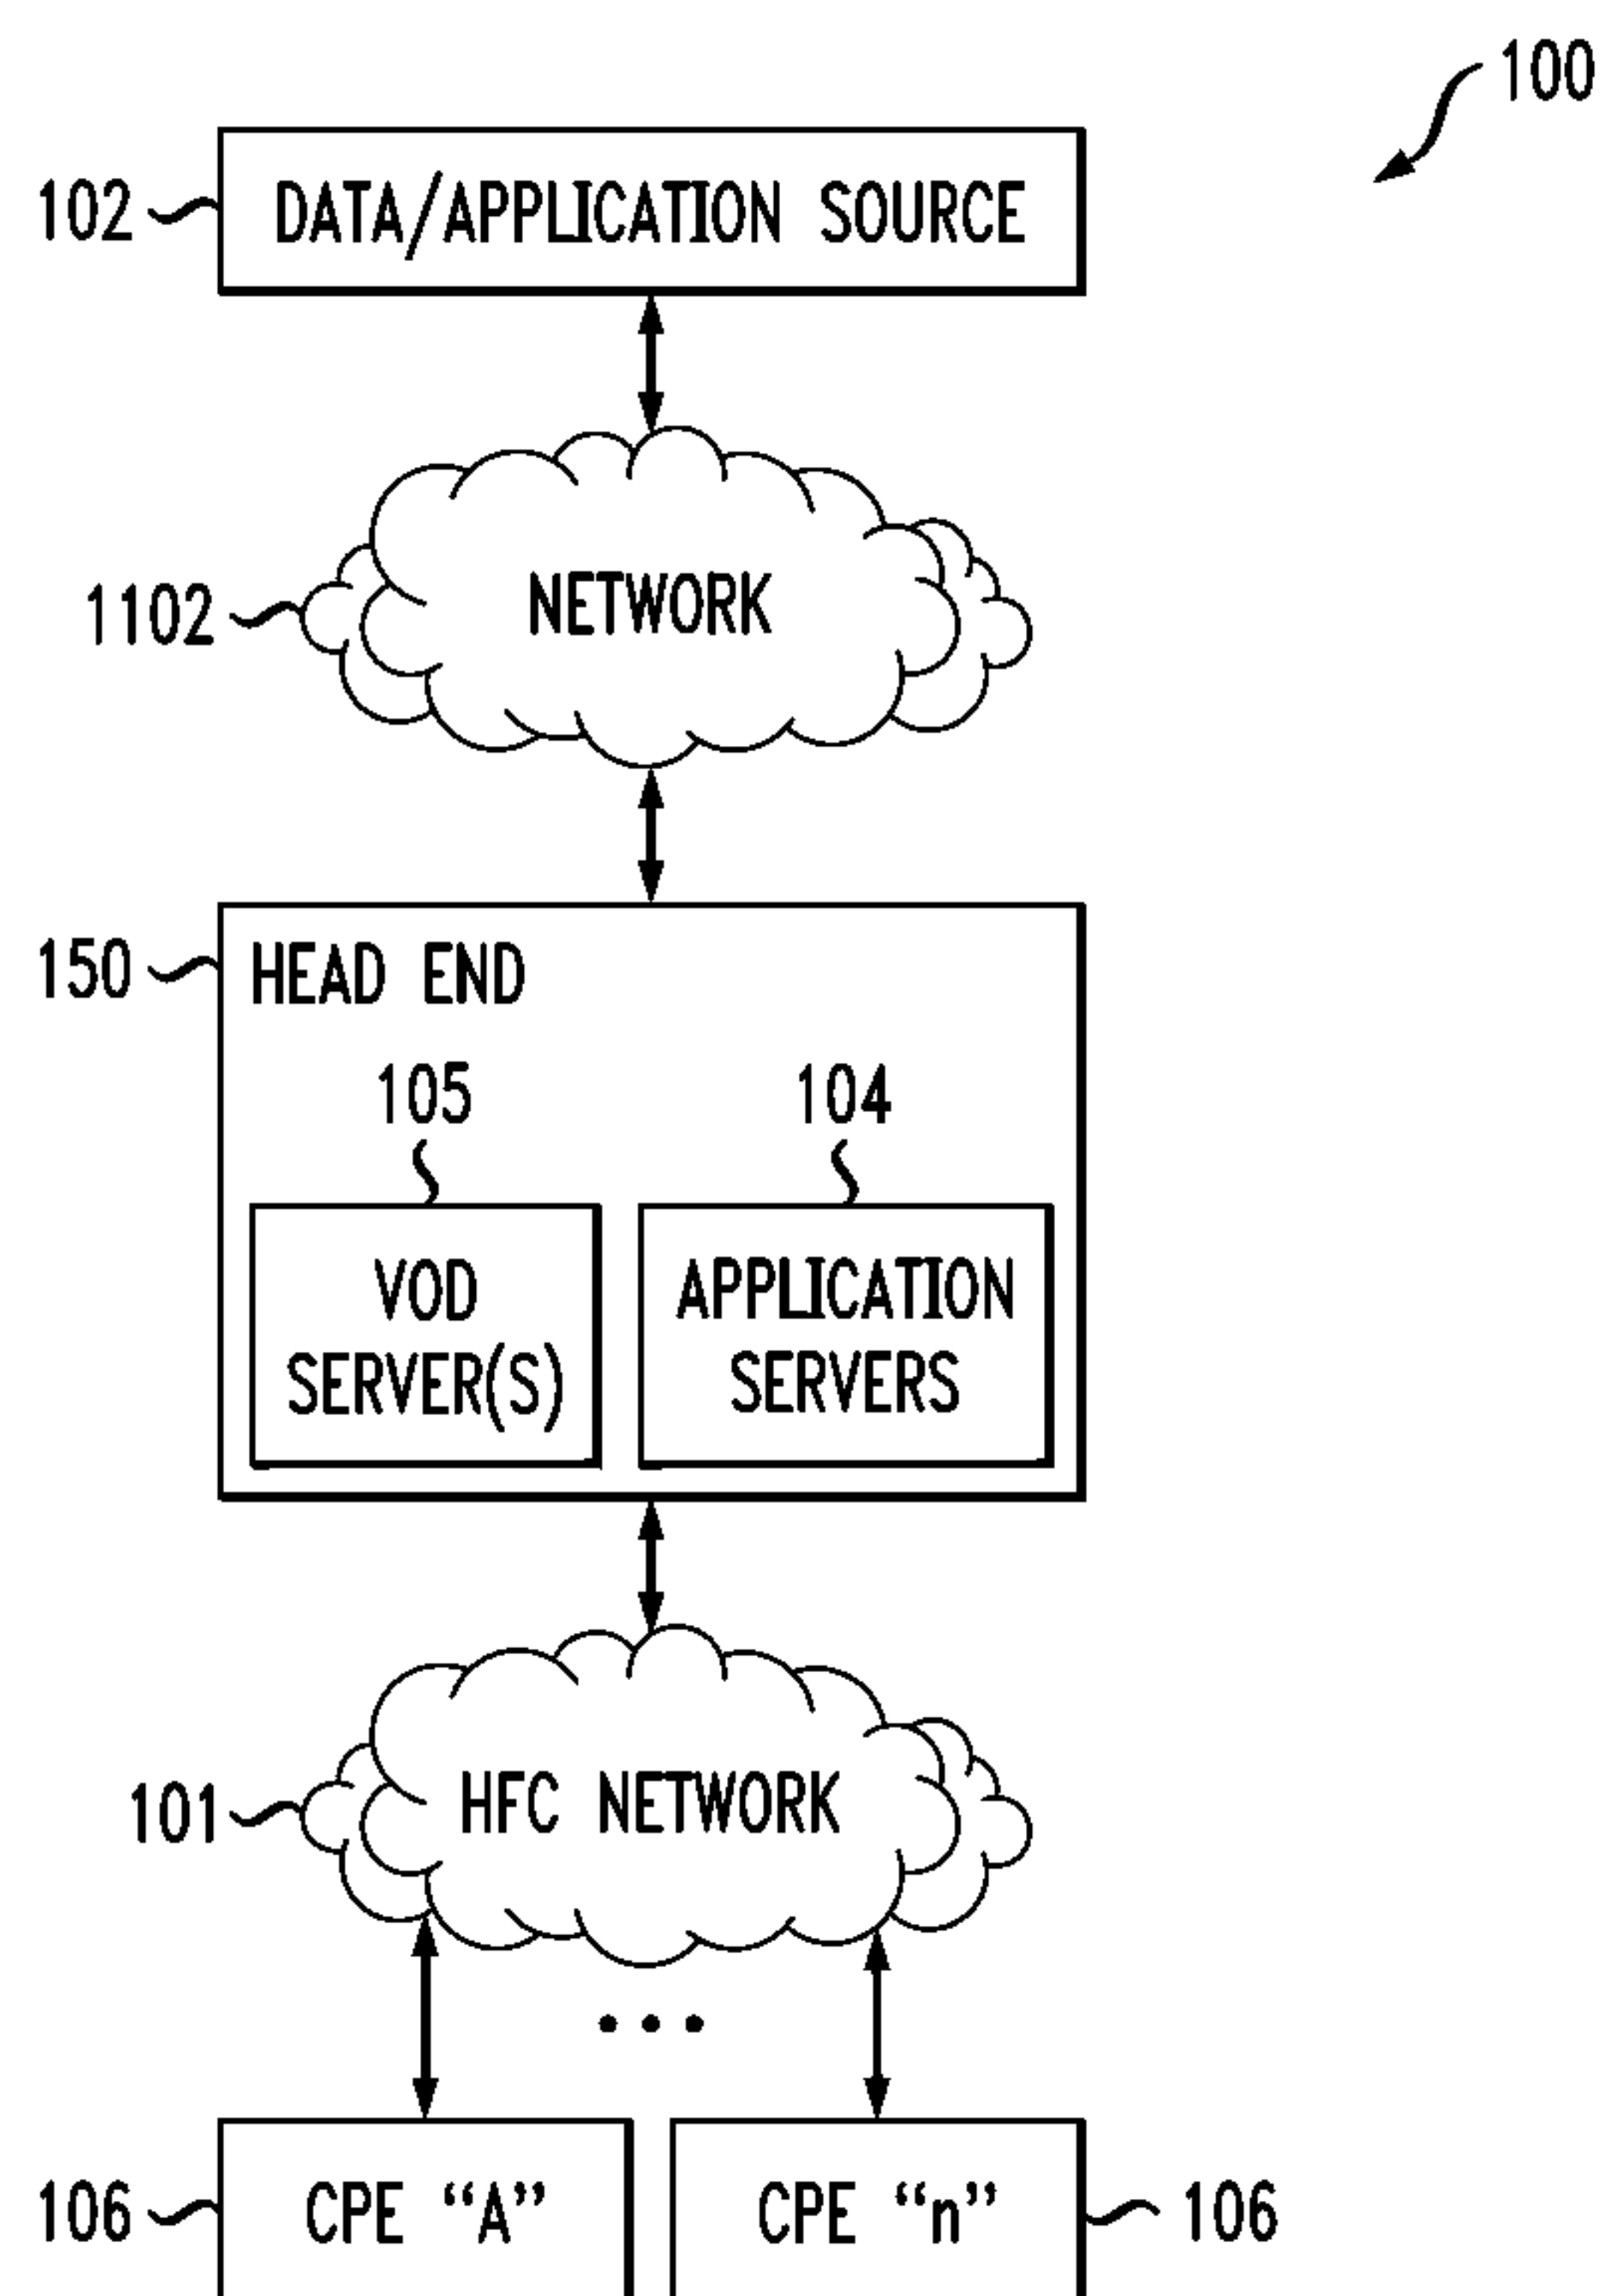 100
102
DATA/APPLICATION SOURCE
1102
NETWORK
150
HEAD END
105
104
VOD
SERVER(S)
APPLICATION
SERVERS
101
HFC NETWORK
106
CPE “A”
CPE “n”
106